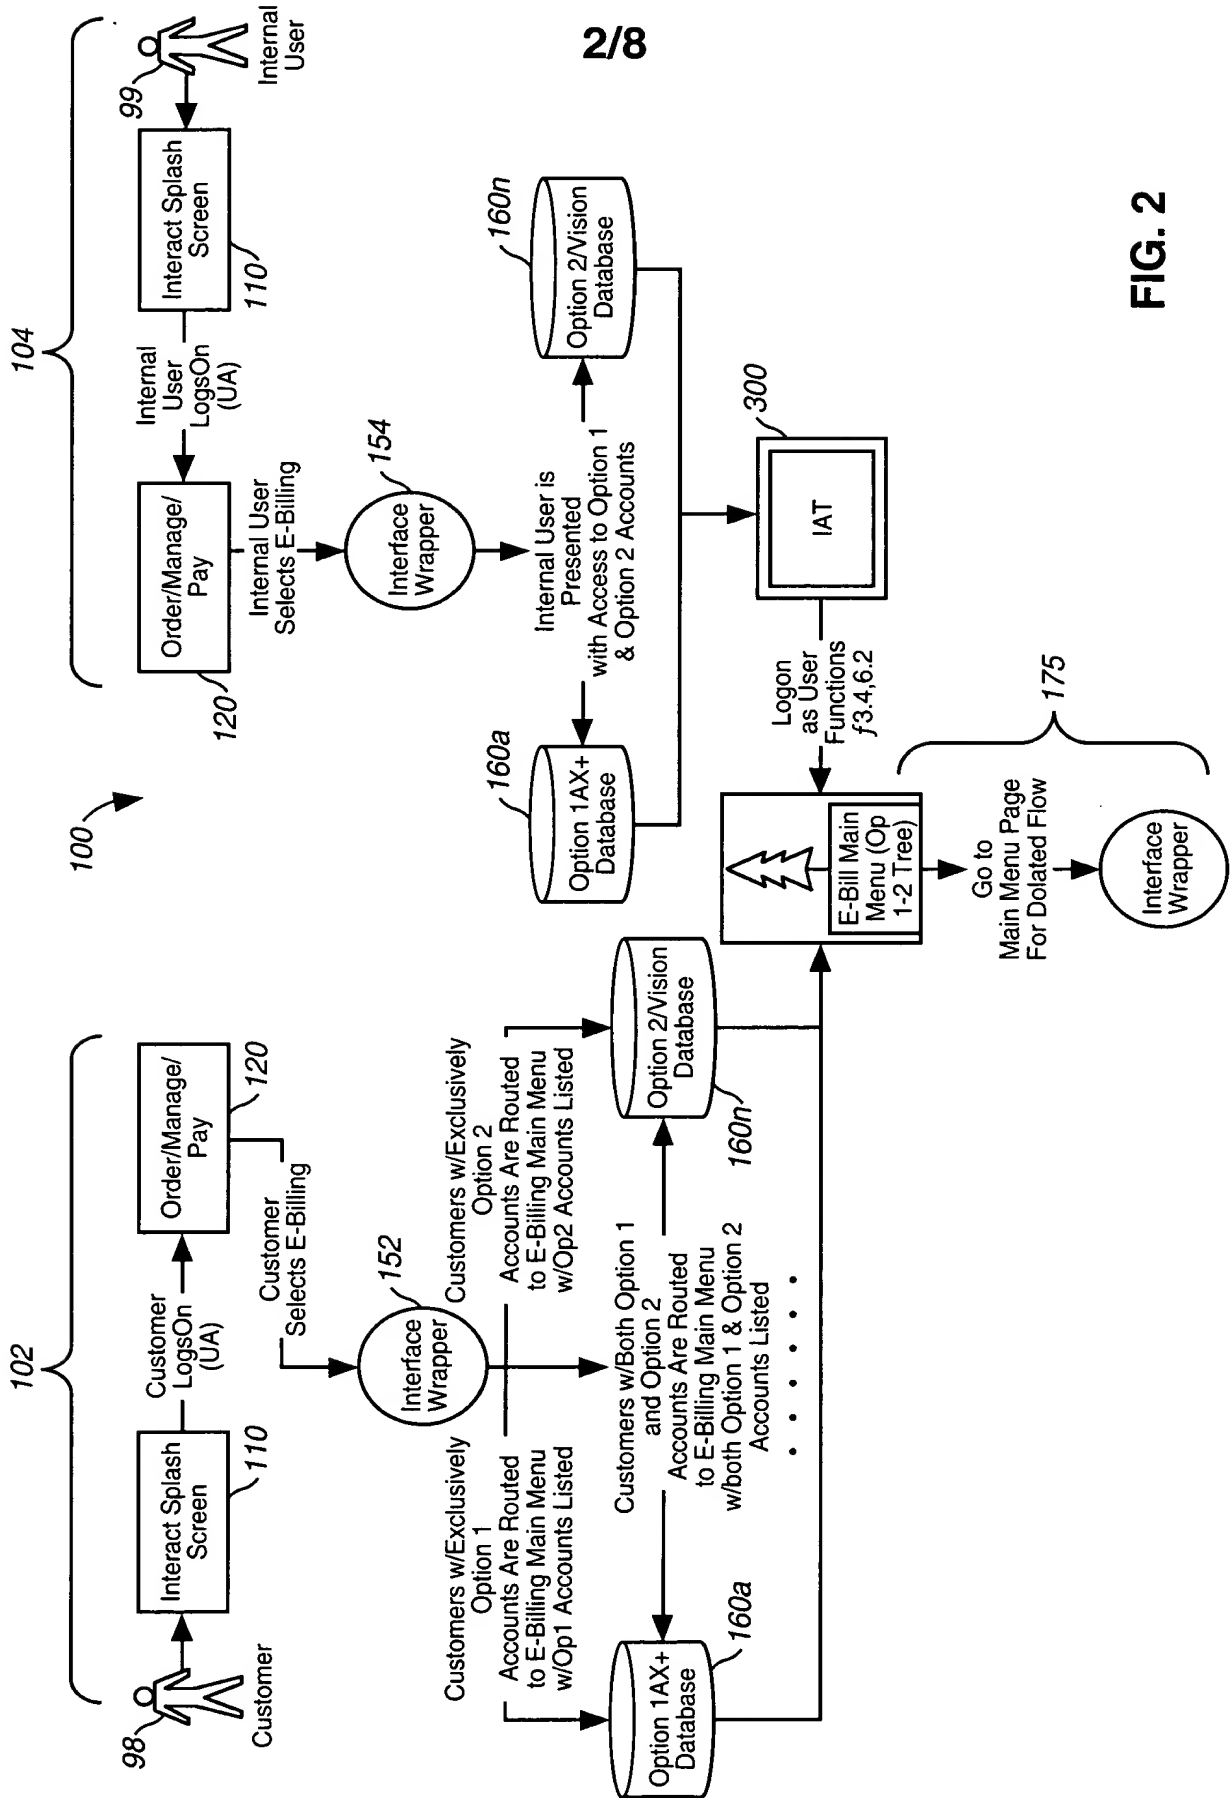 2/8
100
102
98
Customer
Interact Splash
Screen
110
Customer
LogsOn
(UA)
Order/Manage/
Pay
120
Customer
Selects E-Billing
Interface
Wrapper
152
Customers w/Exclusively
Option 1
Accounts Are Routed
to E-Billing Main Menu
w/Op1 Accounts Listed
Customers w/Exclusively
Option 2
Accounts Are Routed
to E-Billing Main Menu
w/Op2 Accounts Listed
Customers w/Both Option 1
and Option 2
Accounts Are Routed
to E-Billing Main Menu
w/both Option 1 & Option 2
Accounts Listed
Option 1AX+
Database
160a
Option 2/Vision
Database
160n
104
99
Internal
User
Interact Splash
Screen
110
Internal
User
LogsOn
(UA)
Order/Manage/
Pay
120
Internal User
Selects E-Billing
Interface
Wrapper
154
Internal User is
Presented
with Access to Option 1
& Option 2 Accounts
Option 1AX+
Database
160a
Option 2/Vision
Database
160n
300
IAT
Logon
as User
Functions
ƒ3.4,6.2
E-Bill Main
Menu (Op
1-2 Tree)
175
Go to
Main Menu Page
For Dolated Flow
Interface
Wrapper
FIG. 2